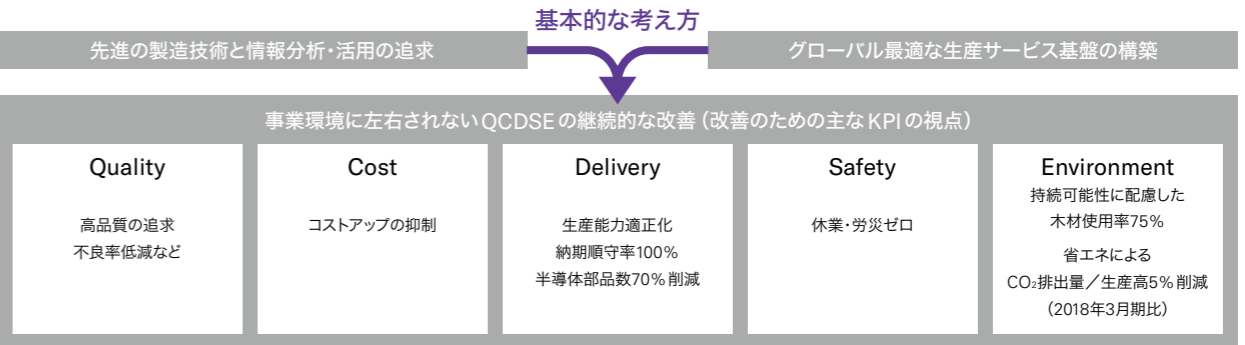 基本的な考え方
先進の製造技術と情報分析・活用の追求
グローバル最適な生産サービス基盤の構築
事業環境に左右されないQCDSEの継続的な改善（改善のための主なKPIの視点）
Quality
高品質の追求
不良率低減など
Cost
コストアップの抑制
Delivery
生産能力適正化
納期順守率100%
半導体部品数70%削減
Safety
休業・労災ゼロ
Environment
持続可能性に配慮した
木材使用率75%
省エネによる
CO₂排出量／生産高5%削減
（2018年3月期比）